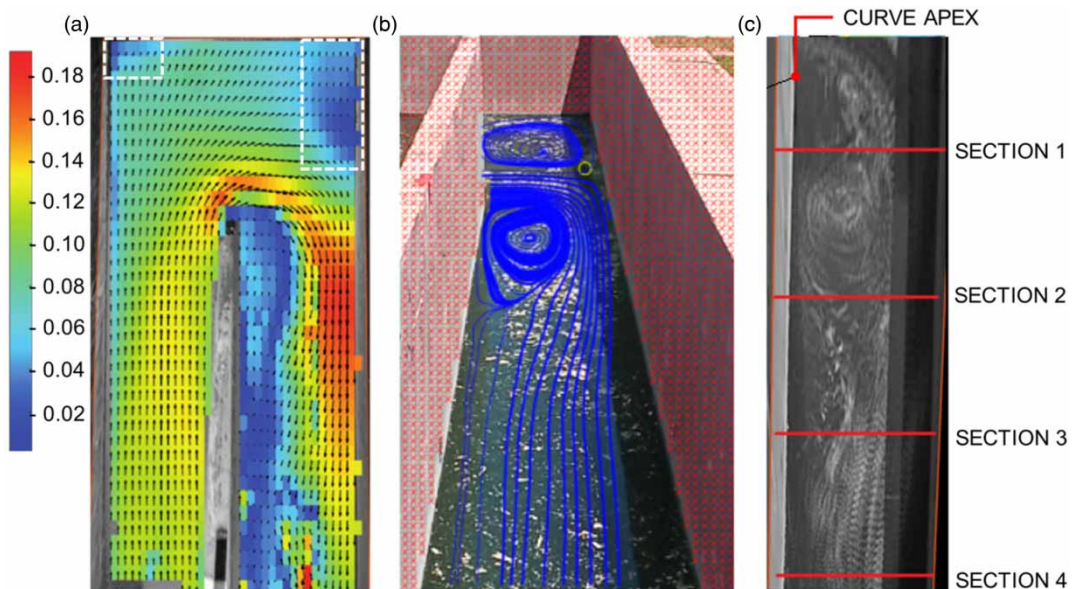 (a)
(b)
(c)
CURVE APEX
0.18
0.16
0.14
0.12
0.10
0.08
0.06
0.04
0.02
SECTION 1
SECTION 2
SECTION 3
SECTION 4